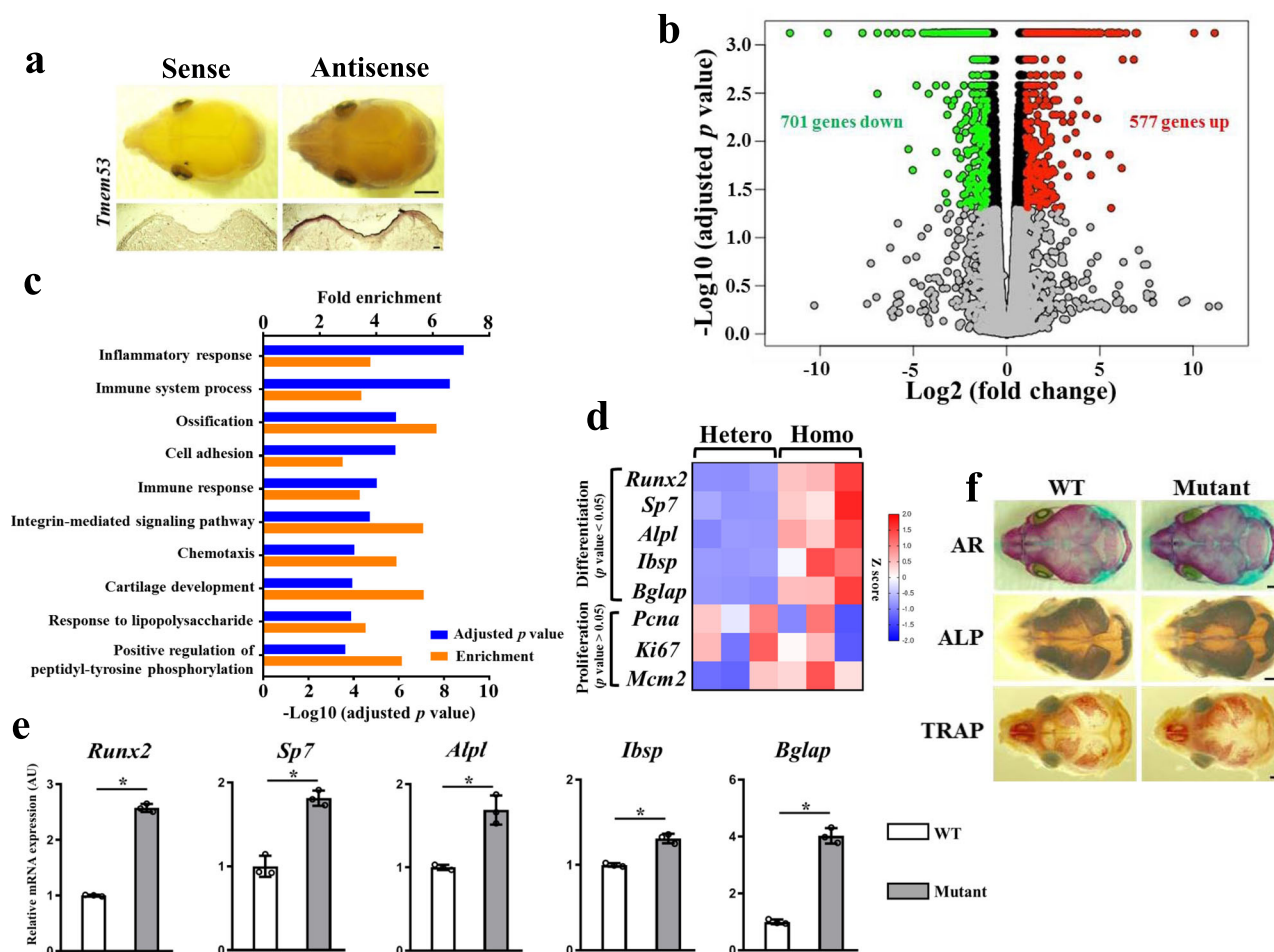 a
Sense Antisense
Tmem53
b
3.0
2.5
2.0
1.5
1.0
0.5
0.0
-Log10 (adjusted p value)
701 genes down
577 genes up
-10 -5 0 5 10
Log2 (fold change)
c
Fold enrichment
0 2 4 6 8
Inflammatory response
Immune system process
Ossification
Cell adhesion
Immune response
Integrin-mediated signaling pathway
Chemotaxis
Cartilage development
Response to lipopolysaccharide
Positive regulation of
peptidyl-tyrosine phosphorylation
Adjusted p value
Enrichment
0 2 4 6 8 10
-Log10 (adjusted p value)
d
Hetero Homo
Differentiation
(p value < 0.05)
Runx2
Sp7
Alpl
Ibsp
Bglap
Proliferation
(p value > 0.05)
Pcna
Ki67
Mcm2
2.0
1.5
1.0
0.5
0
-0.5
-1.0
-1.5
-2.0
Z score
e
Relative mRNA expression (AU)
Runx2
3
2
1
0
*
Sp7
2
1
0
*
Alpl
2
1
0
*
Ibsp
2
1
0
*
Bglap
6
4
2
0
*
WT
Mutant
f
WT Mutant
AR
ALP
TRAP